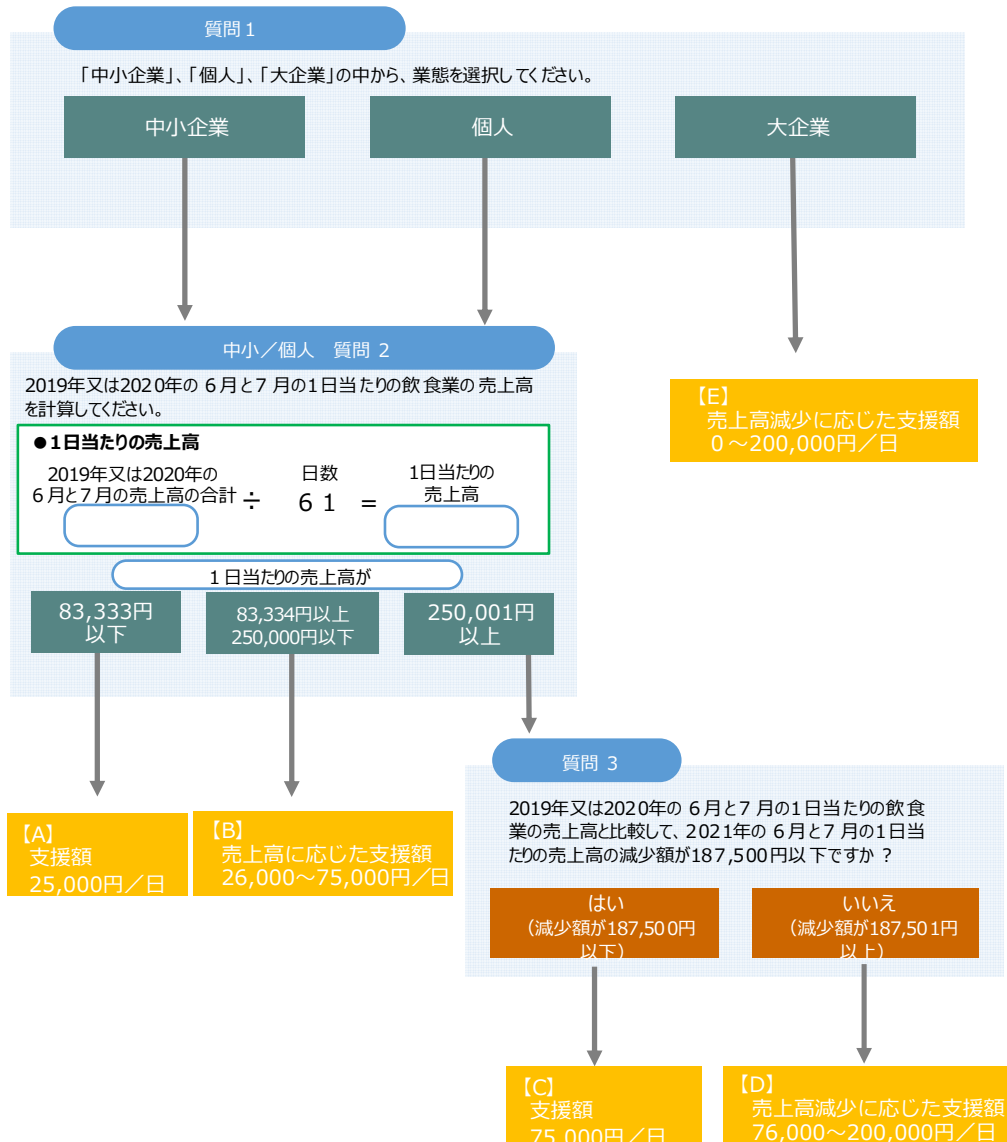 質問1
「中小企業」、「個人」、「大企業」の中から、業態を選択してください。
中小企業
個人
大企業
中小／個人　質問 2
2019年又は2020年の６月と７月の1日当たりの飲食業の売上高
を計算してください。
●1日当たりの売上高
2019年又は2020年の
６月と７月の売上高の合計
÷
日数
６１
＝
1日当たりの
売上高
１日当たりの売上高が
83,333円
以下
83,334円以上
250,000円以下
250,001円
以上
【E】
売上高減少に応じた支援額
０～200,000円／日
【A】
支援額
25,000円／日
【B】
売上高に応じた支援額
26,000～75,000円／日
質問 3
2019年又は2020年の６月と７月の1日当たりの飲食
業の売上高と比較して、2021年の６月と７月の1日当
たりの売上高の減少額が187,500円以下ですか？
はい
（減少額が187,500円
以下）
いいえ
（減少額が187,501円
以上）
【C】
支援額
75,000円／日
【D】
売上高減少に応じた支援額
76,000～200,000円／日